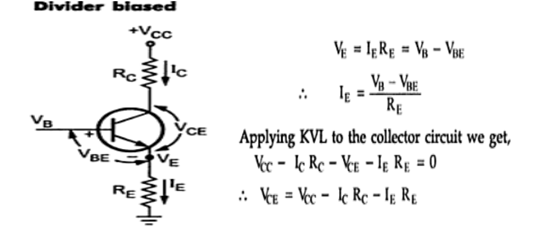 Divider biased
+VCC
RC
IC
VB
+
VCE
VBE
−
VE
RE
IE
VE = IE RE = VB − VBE
∴ IE = (VB − VBE) / RE
Applying KVL to the collector circuit we get,
VCC − IC RC − VCE − IE RE = 0
∴ VCE = VCC − IC RC − IE RE